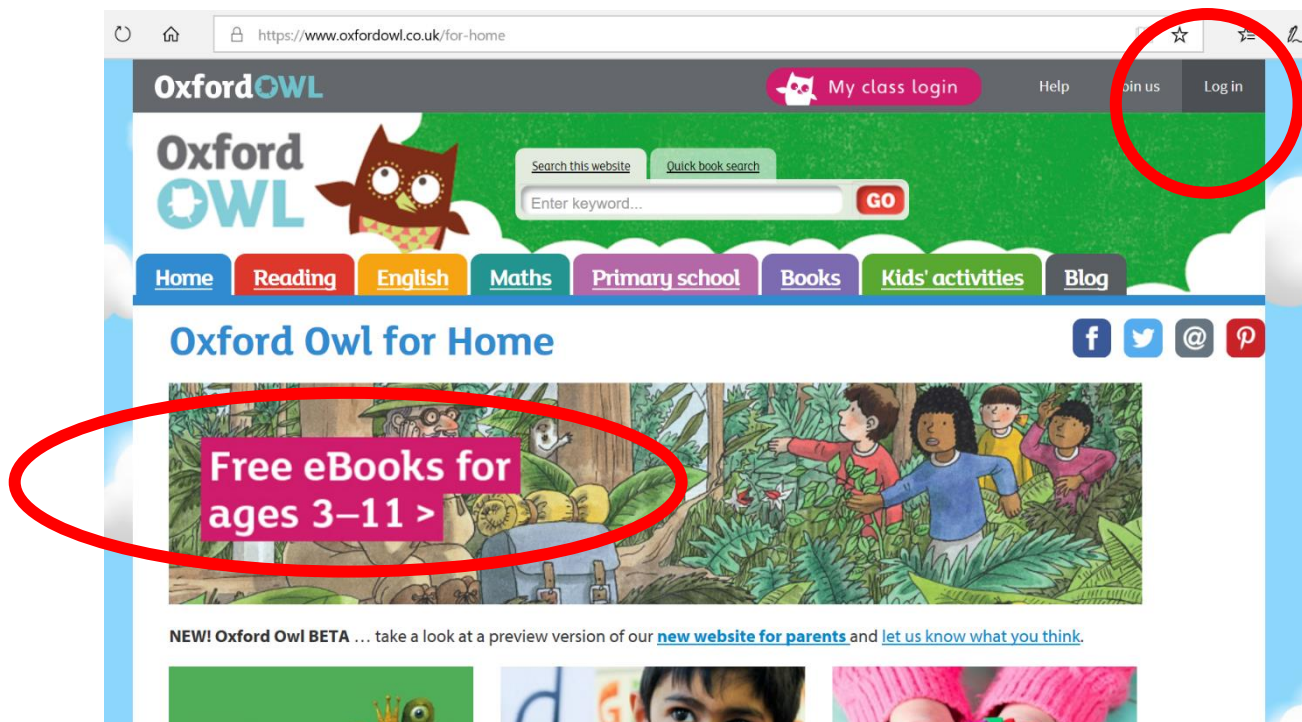 https://www.oxfordowl.co.uk/for-home
OxfordOWL My class login Help Join us Log in
Oxford
OWL
Search this website Quick book search
Enter keyword... GO
Home Reading English Maths Primary school Books Kids' activities Blog
Oxford Owl for Home
Free eBooks for
ages 3–11 >
NEW! Oxford Owl BETA … take a look at a preview version of our new website for parents and let us know what you think.